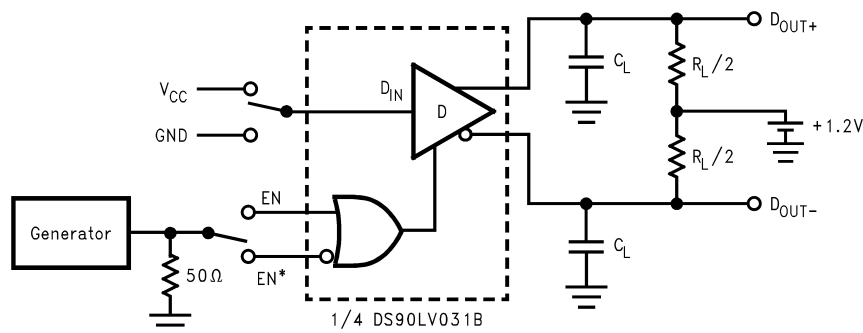 D_OUT+
C_L
R_L/2
V_CC
D_IN
D
GND
+1.2V
R_L/2
EN
D_OUT−
Generator
C_L
50Ω
EN*
1/4 DS90LV031B